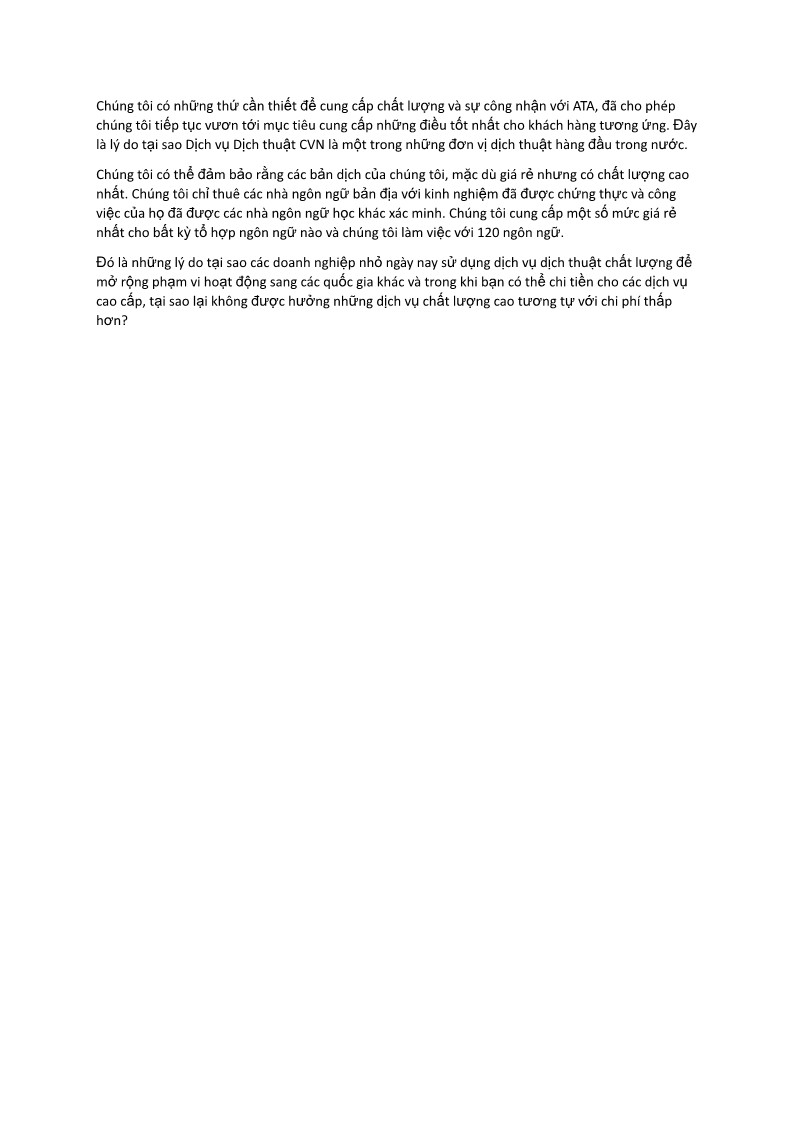 Chúng tôi có những thứ cần thiết để cung cấp chất lượng và sự công nhận với ATA, đã cho phép
chúng tôi tiếp tục vươn tới mục tiêu cung cấp những điều tốt nhất cho khách hàng tương ứng. Đây
là lý do tại sao Dịch vụ Dịch thuật CVN là một trong những đơn vị dịch thuật hàng đầu trong nước.
Chúng tôi có thể đảm bảo rằng các bản dịch của chúng tôi, mặc dù giá rẻ nhưng có chất lượng cao
nhất. Chúng tôi chỉ thuê các nhà ngôn ngữ bản địa với kinh nghiệm đã được chứng thực và công
việc của họ đã được các nhà ngôn ngữ học khác xác minh. Chúng tôi cung cấp một số mức giá rẻ
nhất cho bất kỳ tổ hợp ngôn ngữ nào và chúng tôi làm việc với 120 ngôn ngữ.
Đó là những lý do tại sao các doanh nghiệp nhỏ ngày nay sử dụng dịch vụ dịch thuật chất lượng để
mở rộng phạm vi hoạt động sang các quốc gia khác và trong khi bạn có thể chi tiền cho các dịch vụ
cao cấp, tại sao lại không được hưởng những dịch vụ chất lượng cao tương tự với chi phí thấp
hơn?